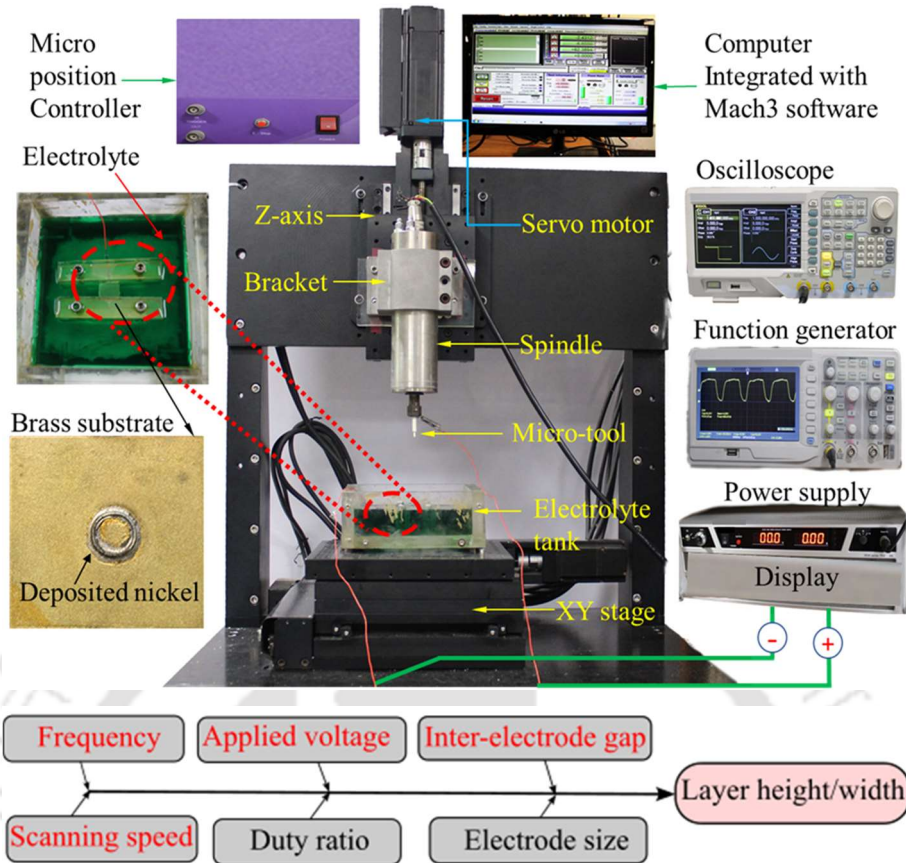 Micro
position
Controller
Computer
Integrated with
Mach3 software
Electrolyte
Z-axis
Servo motor
Oscilloscope
Bracket
Function generator
Spindle
Brass substrate
Micro-tool
Power supply
Electrolyte
tank
00.0
0.00
Deposited nickel
Display
XY stage
-
+
Frequency
Applied voltage
Inter-electrode gap
Layer height/width
Scanning speed
Duty ratio
Electrode size